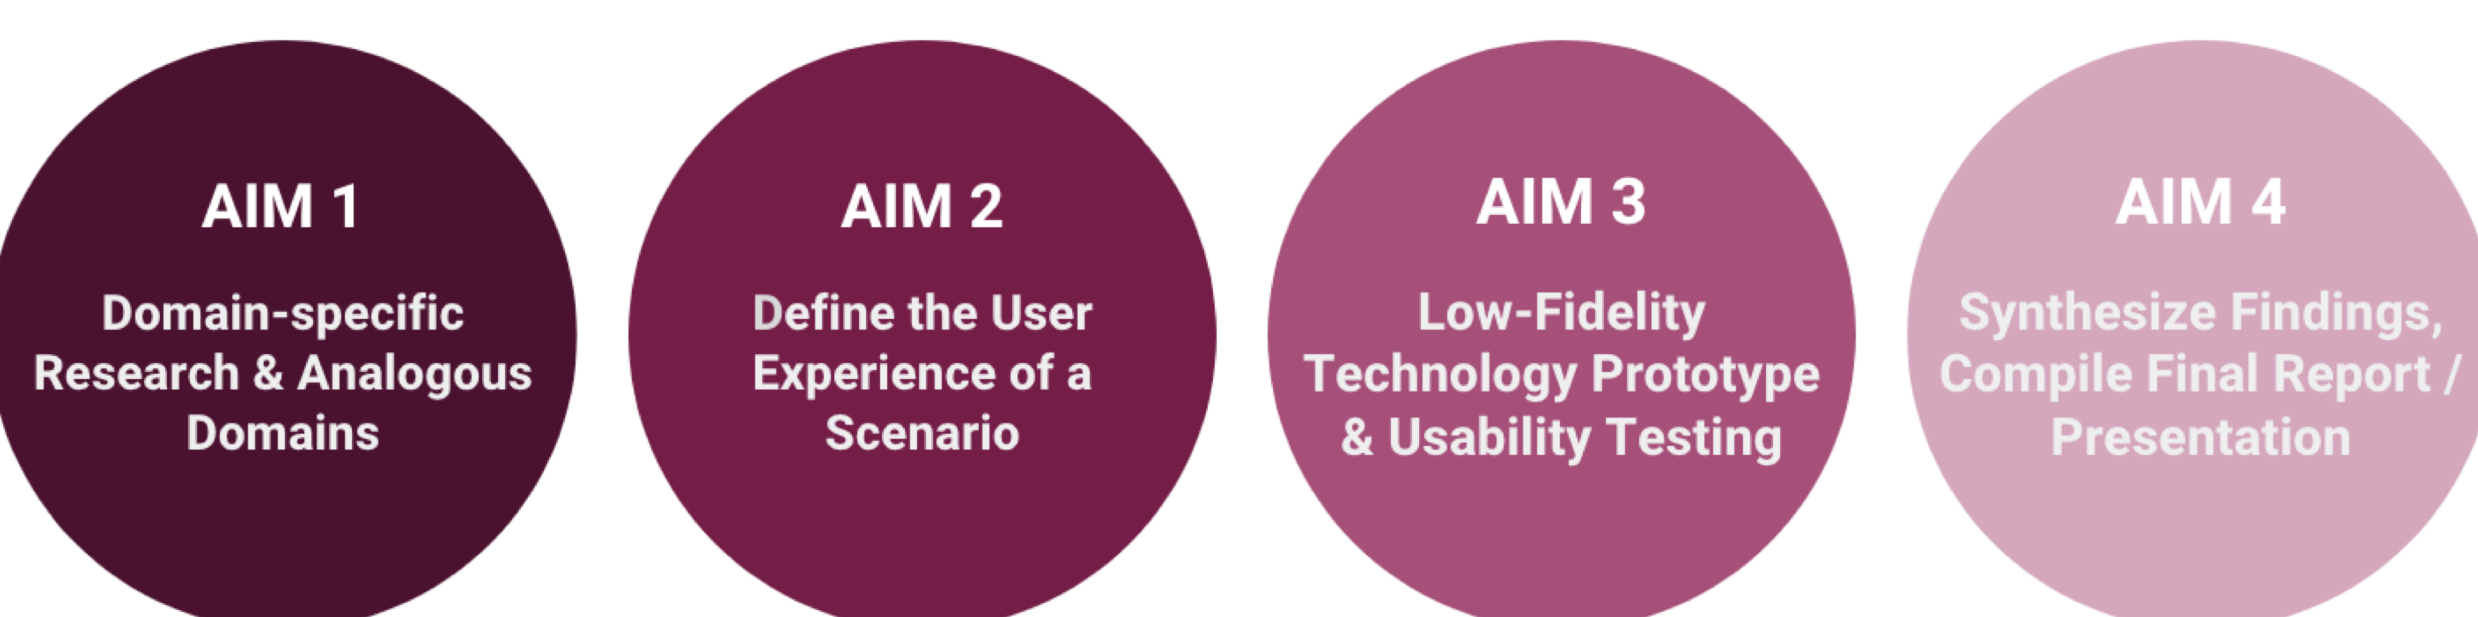 AIM 1
Domain-specific
Research & Analogous
Domains
AIM 2
Define the User
Experience of a
Scenario
AIM 3
Low-Fidelity
Technology Prototype
& Usability Testing
AIM 4
Synthesize Findings,
Compile Final Report /
Presentation